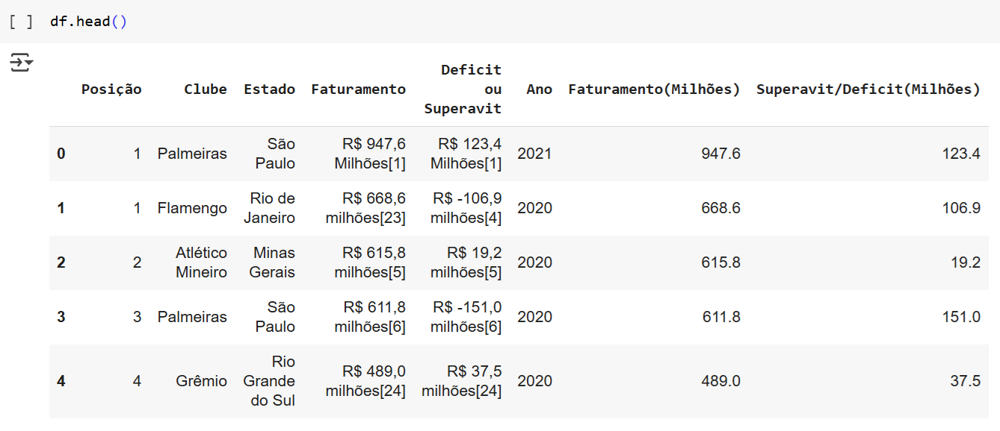 [ ] df.head()
Deficit
Posição Clube Estado Faturamento ou Ano Faturamento(Milhões) Superavit/Deficit(Milhões)
Superavit
São R$ 947,6 R$ 123,4
0 1 Palmeiras 2021 947.6 123.4
Paulo Milhões[1] Milhões[1]
Rio de R$ 668,6 R$ -106,9
1 1 Flamengo 2020 668.6 106.9
Janeiro milhões[23] milhões[4]
Atlético Minas R$ 615,8 R$ 19,2
2 2 2020 615.8 19.2
Mineiro Gerais milhões[5] milhões[5]
São R$ 611,8 R$ -151,0
3 3 Palmeiras 2020 611.8 151.0
Paulo milhões[6] milhões[6]
Rio
4 4 Grêmio Grande R$ 489,0 R$ 37,5 2020 489.0 37.5
do Sul milhões[24] milhões[24]